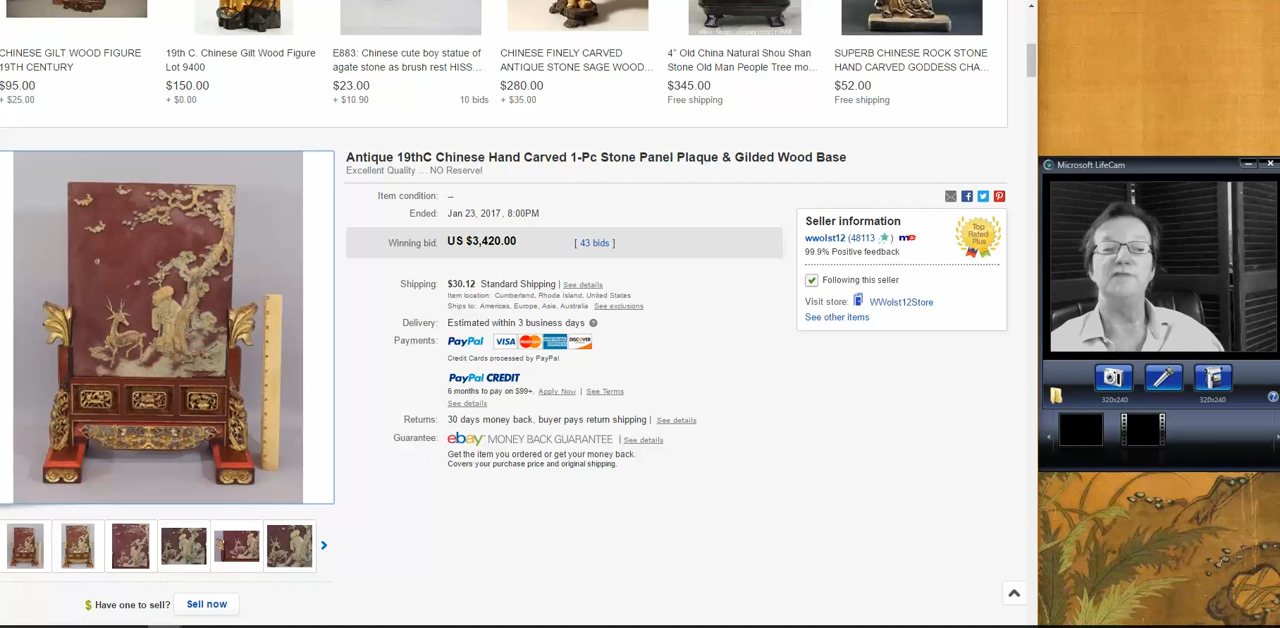 CHINESE GILT WOOD FIGURE
19TH CENTURY
$95.00
+ $25.00
19th C. Chinese Gilt Wood Figure
Lot 9400
$150.00
+ $0.00
E883: Chinese cute boy statue of
agate stone as brush rest HISS...
$23.00
+ $10.90 10 bids
CHINESE FINELY CARVED
ANTIQUE STONE SAGE WOOD...
$280.00
+ $35.00
4" Old China Natural Shou Shan
Stone Old Man People Tree mo...
$345.00
Free shipping
SUPERB CHINESE ROCK STONE
HAND CARVED GODDESS CHA...
$52.00
Free shipping
Antique 19thC Chinese Hand Carved 1-Pc Stone Panel Plaque & Gilded Wood Base
Excellent Quality ... NO Reserve!
Item condition: --
Ended: Jan 23, 2017 , 8:00PM
Winning bid: US $3,420.00 [ 43 bids ]
Shipping: $30.12 Standard Shipping | See details
Item location: Cumberland, Rhode Island, United States
Ships to: Americas, Europe, Asia, Australia See exclusions
Delivery: Estimated within 3 business days ?
Payments: PayPal VISA MasterCard AMERICAN EXPRESS DISCOVER
Credit Cards processed by PayPal
PayPal CREDIT
6 months to pay on $99+. Apply Now | See Terms
See details
Returns: 30 days money back, buyer pays return shipping | See details
Guarantee: ebay MONEY BACK GUARANTEE | See details
Get the item you ordered or get your money back.
Covers your purchase price and original shipping.
Seller information
wwolst12 (48113 ) me
99.9% Positive feedback
Following this seller
Visit store: WWolst12Store
See other items
Top
Rated
Plus
$ Have one to sell? Sell now
Microsoft LifeCam
320x240 320x240